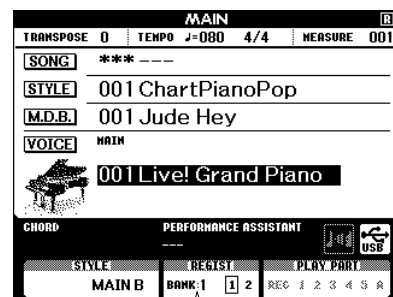 MAIN R
TRANSPOSE 0 TEMPO ♩=080 4/4 MEASURE 001
SONG *** ---
STYLE 001 ChartPianoPop
M.D.B. 001 Jude Hey
VOICE MAIN
001 Live! Grand Piano
CHORD PERFORMANCE ASSISTANT
---
USB
STYLE REGIST PLAY PART
MAIN B BANK:1 1 2 REC 1 2 3 4 5 A